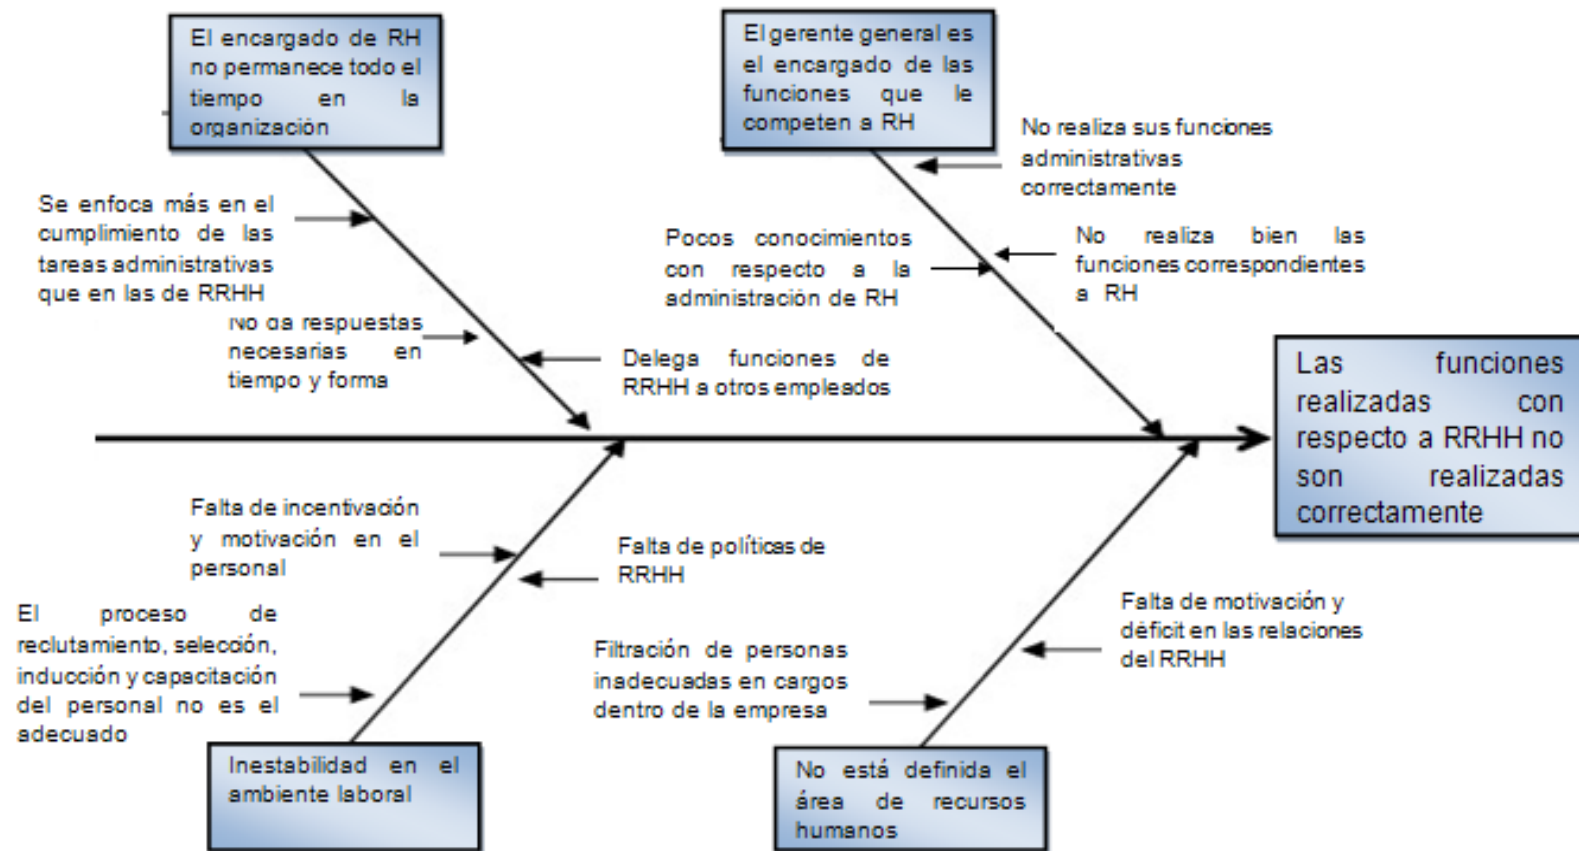 El encargado de RH
no permanece todo el
tiempo en la
organización
El gerente general es
el encargado de las
funciones que le
competen a RH
No realiza sus funciones
administrativas
correctamente
Se enfoca más en el
cumplimiento de las
tareas administrativas
que en las de RRHH
Pocos conocimientos
con respecto a la
administración de RH
No realiza bien las
funciones correspondientes
a RH
No da respuestas
necesarias en
tiempo y forma
Delega funciones de
RRHH a otros empleados
Las funciones
realizadas con
respecto a RRHH no
son realizadas
correctamente
Falta de incentivación
y motivación en el
personal
Falta de políticas de
RRHH
El proceso de
reclutamiento, selección,
inducción y capacitación
del personal no es el
adecuado
Filtración de personas
inadecuadas en cargos
dentro de la empresa
Falta de motivación y
déficit en las relaciones
del RRHH
Inestabilidad en el
ambiente laboral
No está definida el
área de recursos
humanos